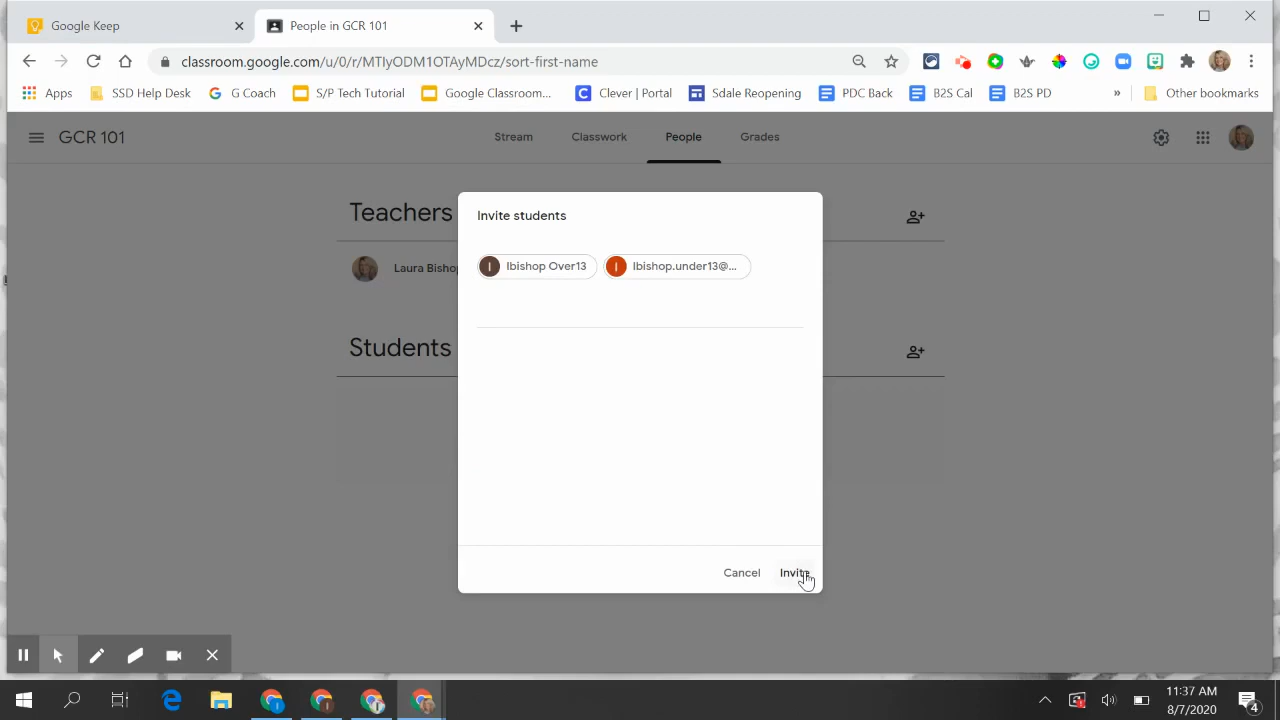 Google Keep
People in GCR 101
classroom.google.com/u/0/r/MTIyODM1OTAyMDcz/sort-first-name
Apps SSD Help Desk G Coach S/P Tech Tutorial Google Classroom... Clever | Portal Sdale Reopening PDC Back B2S Cal B2S PD » Other bookmarks
GCR 101 Stream Classwork People Grades
Teachers
Laura Bishop
Students
Invite students
I lbishop Over13 I lbishop.under13@...
Cancel Invite
11:37 AM
8/7/2020
4